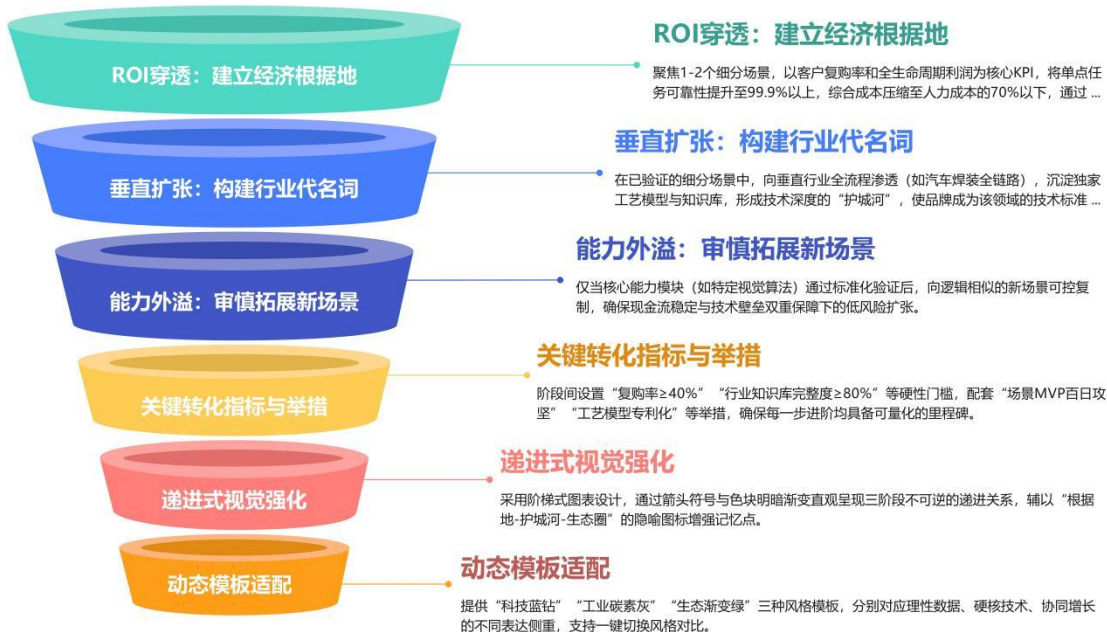 ROI穿透：建立经济根据地
ROI穿透：建立经济根据地
聚焦1-2个细分场景，以客户复购率和全生命周期利润为核心KPI，将单点任
务可靠性提升至99.9%以上，综合成本压缩至人力成本的70%以下，通过 ...
垂直扩张：构建行业代名词
垂直扩张：构建行业代名词
在已验证的细分场景中，向垂直行业全流程渗透（如汽车焊装全链路），沉淀独家
工艺模型与知识库，形成技术深度的“护城河”，使品牌成为该领域的技术标准 ...
能力外溢：审慎拓展新场景
能力外溢：审慎拓展新场景
仅当核心能力模块（如特定视觉算法）通过标准化验证后，向逻辑相似的新场景可控复
制，确保现金流稳定与技术壁垒双重保障下的低风险扩张。
关键转化指标与举措
关键转化指标与举措
阶段间设置“复购率≥40%”“行业知识库完整度≥80%”等硬性门槛，配套“场景MVP百日攻
坚”“工艺模型专利化”等举措，确保每一步进阶均具备可量化的里程碑。
递进式视觉强化
递进式视觉强化
采用阶梯式图表设计，通过箭头符号与色块明暗渐变直观呈现三阶段不可逆的递进关系，辅以“根据
地-护城河-生态圈”的隐喻图标增强记忆点。
动态模板适配
动态模板适配
提供“科技蓝钻”“工业碳素灰”“生态渐变绿”三种风格模板，分别对应理性数据、硬核技术、协同增长
的不同表达侧重，支持一键切换风格对比。